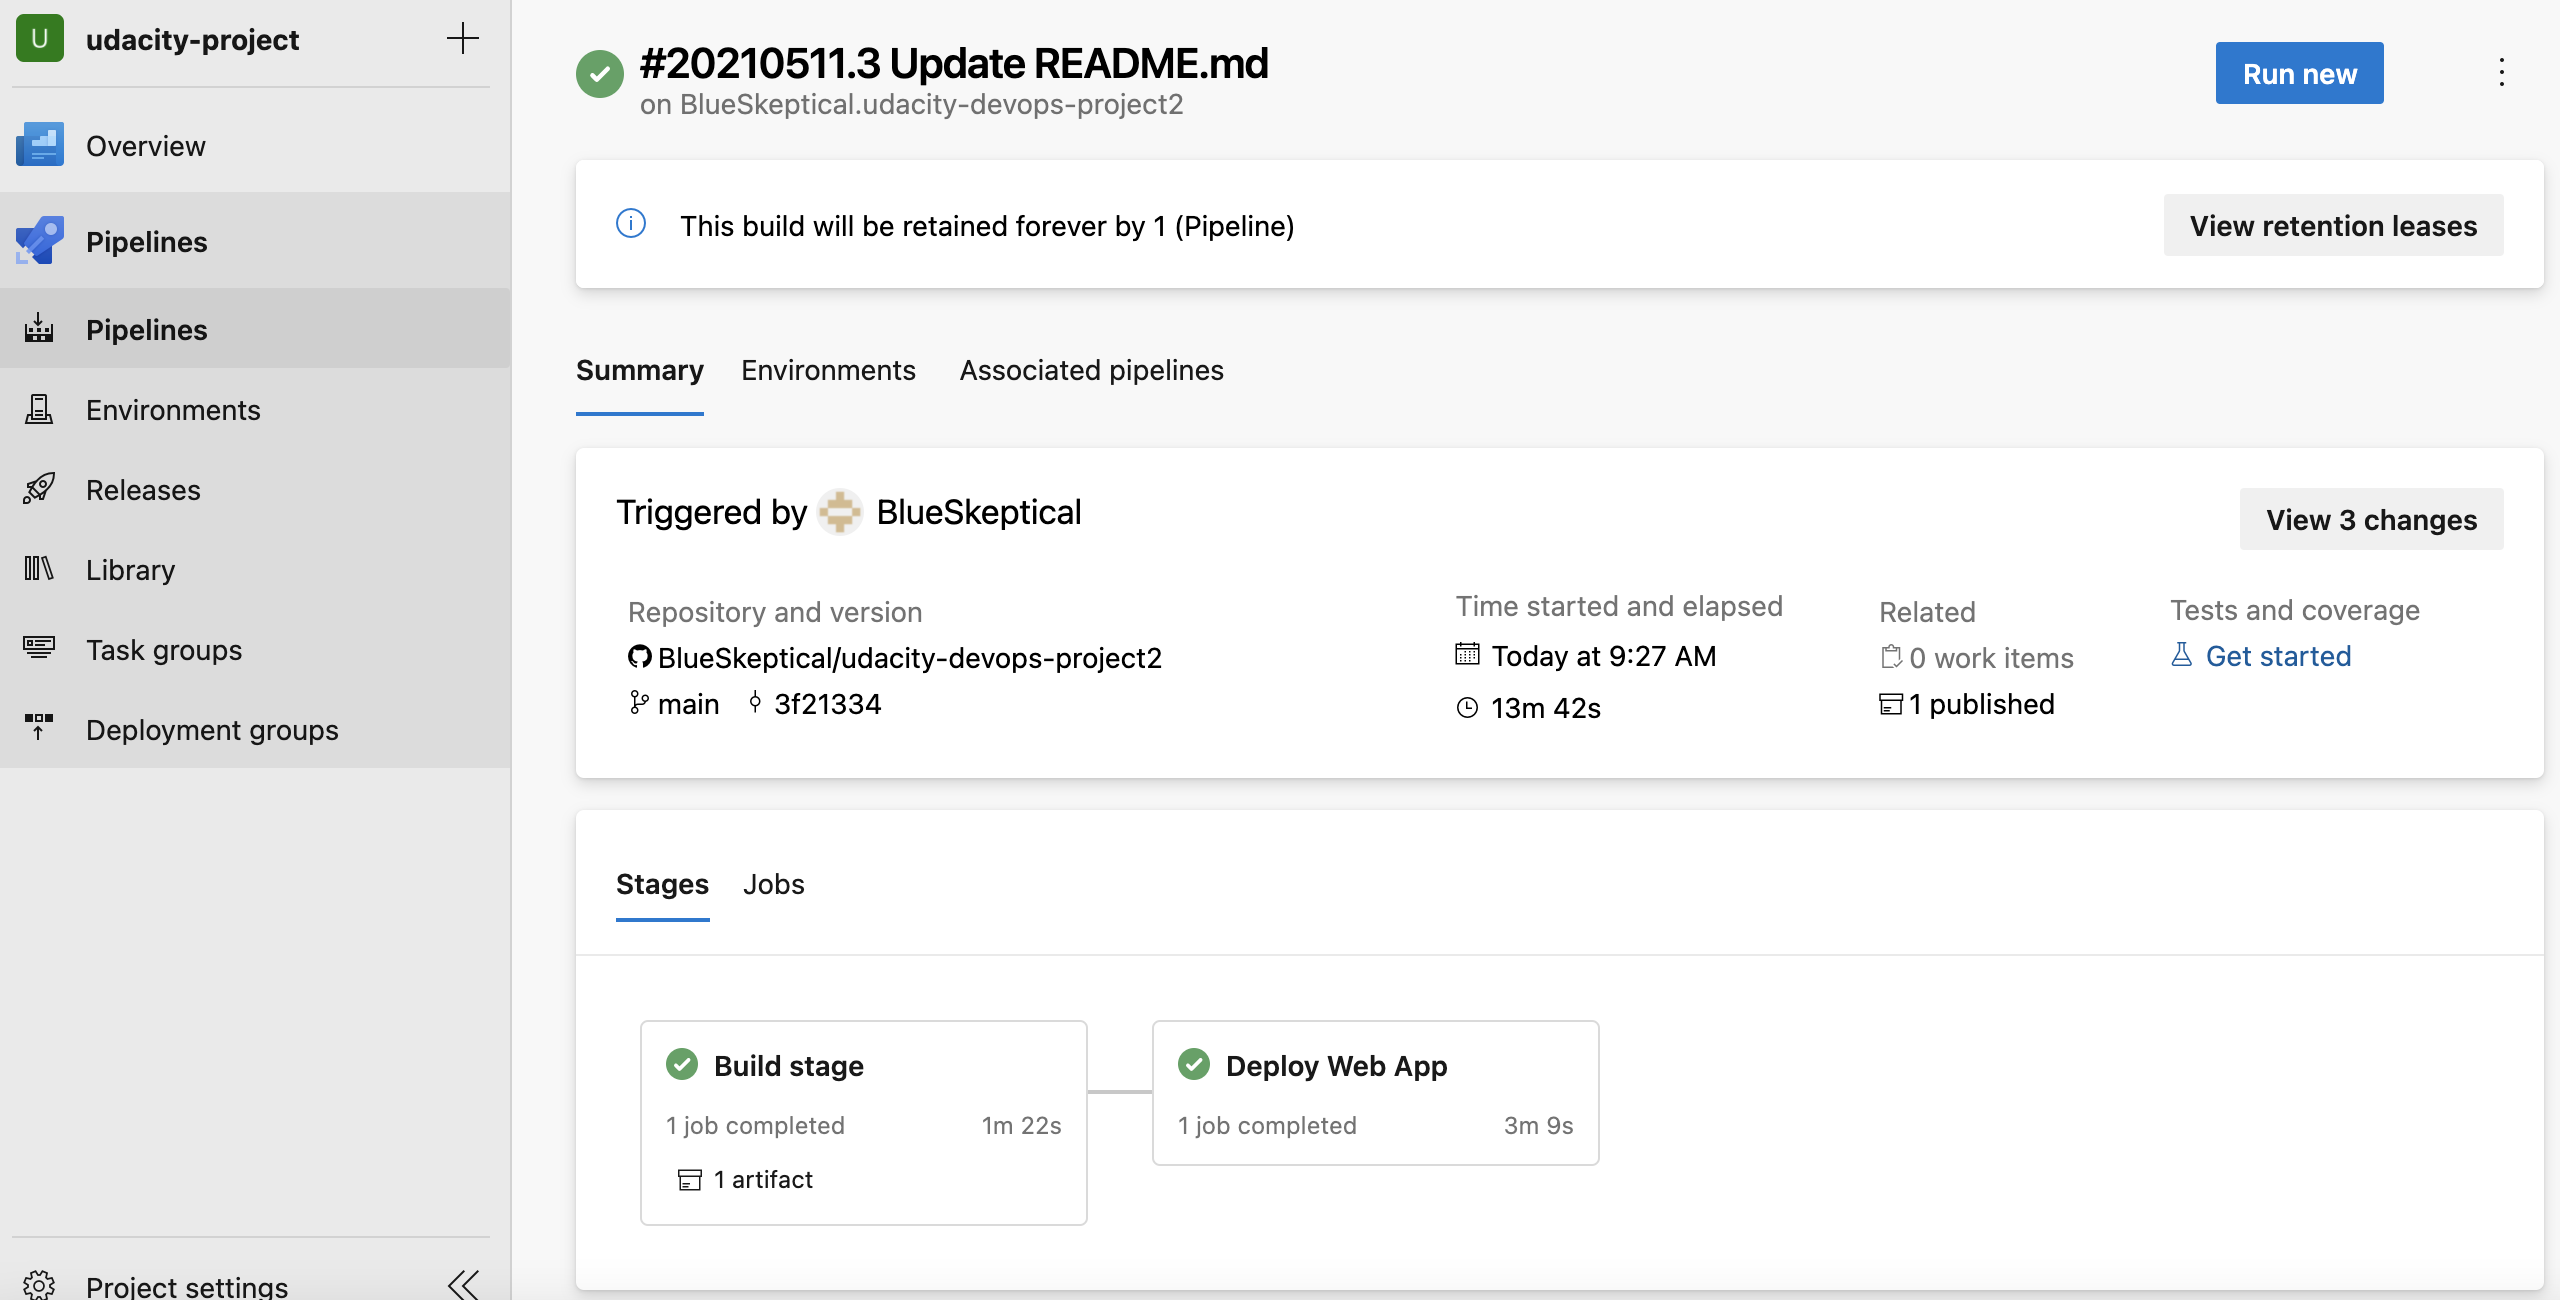 U udacity-project
Overview
Pipelines
Pipelines
Environments
Releases
Library
Task groups
Deployment groups
Project settings
#20210511.3 Update README.md
on BlueSkeptical.udacity-devops-project2
Run new
This build will be retained forever by 1 (Pipeline)
View retention leases
Summary Environments Associated pipelines
Triggered by BlueSkeptical
View 3 changes
Repository and version
BlueSkeptical/udacity-devops-project2
main 3f21334
Time started and elapsed
Today at 9:27 AM
13m 42s
Related
0 work items
1 published
Tests and coverage
Get started
Stages Jobs
Build stage
1 job completed 1m 22s
1 artifact
Deploy Web App
1 job completed 3m 9s